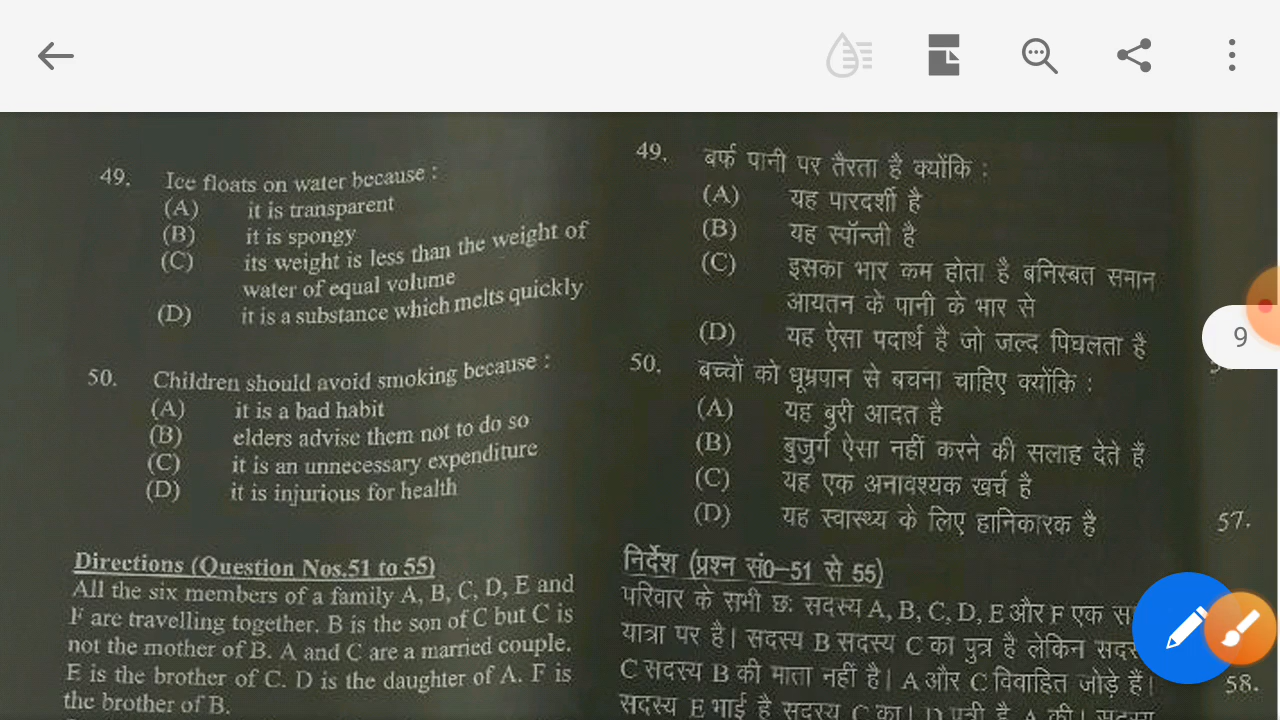 49. Ice floats on water because :
(A) it is transparent
(B) it is spongy
(C) its weight is less than the weight of
water of equal volume
(D) it is a substance which melts quickly
50. Children should avoid smoking because :
(A) it is a bad habit
(B) elders advise them not to do so
(C) it is an unnecessary expenditure
(D) it is injurious for health
Directions (Question Nos.51 to 55)
All the six members of a family A, B, C, D, E and
F are travelling together. B is the son of C but C is
not the mother of B. A and C are a married couple.
E is the brother of C. D is the daughter of A. F is
the brother of B.
49. बर्फ पानी पर तैरता है क्योंकि :
(A) यह पारदर्शी है
(B) यह स्पॉन्जी है
(C) इसका भार कम होता है बनिस्बत समान
आयतन के पानी के भार से
(D) यह ऐसा पदार्थ है जो जल्द पिघलता है
50. बच्चों को धूम्रपान से बचना चाहिए क्योंकि :
(A) यह बुरी आदत है
(B) बुजुर्ग ऐसा नहीं करने की सलाह देते हैं
(C) यह एक अनावश्यक खर्च है
(D) यह स्वास्थ्य के लिए हानिकारक है
निर्देश (प्रश्न सं0-51 से 55)
परिवार के सभी छः सदस्य A, B, C, D, E और F एक
यात्रा पर है। सदस्य B सदस्य C का पुत्र है लेकिन
C सदस्य B की माता नहीं है। A और C विवाहित जोड़े हैं।
सदस्य E भाई है सदस्य C का। D पुत्री है A की। सदस्य
9
57.
58.